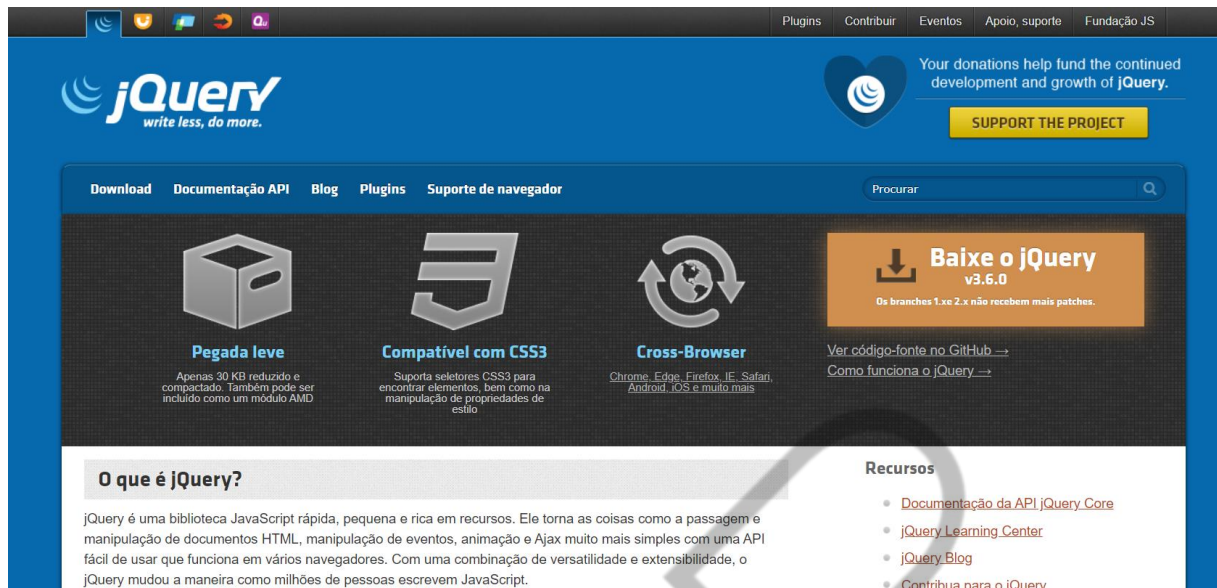 Plugins Contribuir Eventos Apoio, suporte Fundação JS
jQuery
write less, do more.
Your donations help fund the continued
development and growth of jQuery.
SUPPORT THE PROJECT
Download Documentação API Blog Plugins Suporte de navegador
Procurar
Pegada leve
Apenas 30 KB reduzido e
compactado. Também pode ser
incluído como um módulo AMD
Compatível com CSS3
Suporta seletores CSS3 para
encontrar elementos, bem como na
manipulação de propriedades de
estilo
Cross-Browser
Chrome, Edge, Firefox, IE, Safari,
Android, iOS e muito mais
Baixe o jQuery
v3.6.0
Os branches 1.xe 2.x não recebem mais patches.
Ver código-fonte no GitHub →
Como funciona o jQuery →
O que é jQuery?
jQuery é uma biblioteca JavaScript rápida, pequena e rica em recursos. Ele torna as coisas como a passagem e
manipulação de documentos HTML, manipulação de eventos, animação e Ajax muito mais simples com uma API
fácil de usar que funciona em vários navegadores. Com uma combinação de versatilidade e extensibilidade, o
jQuery mudou a maneira como milhões de pessoas escrevem JavaScript.
Recursos
Documentação da API jQuery Core
jQuery Learning Center
jQuery Blog
Contribua para o jQuery